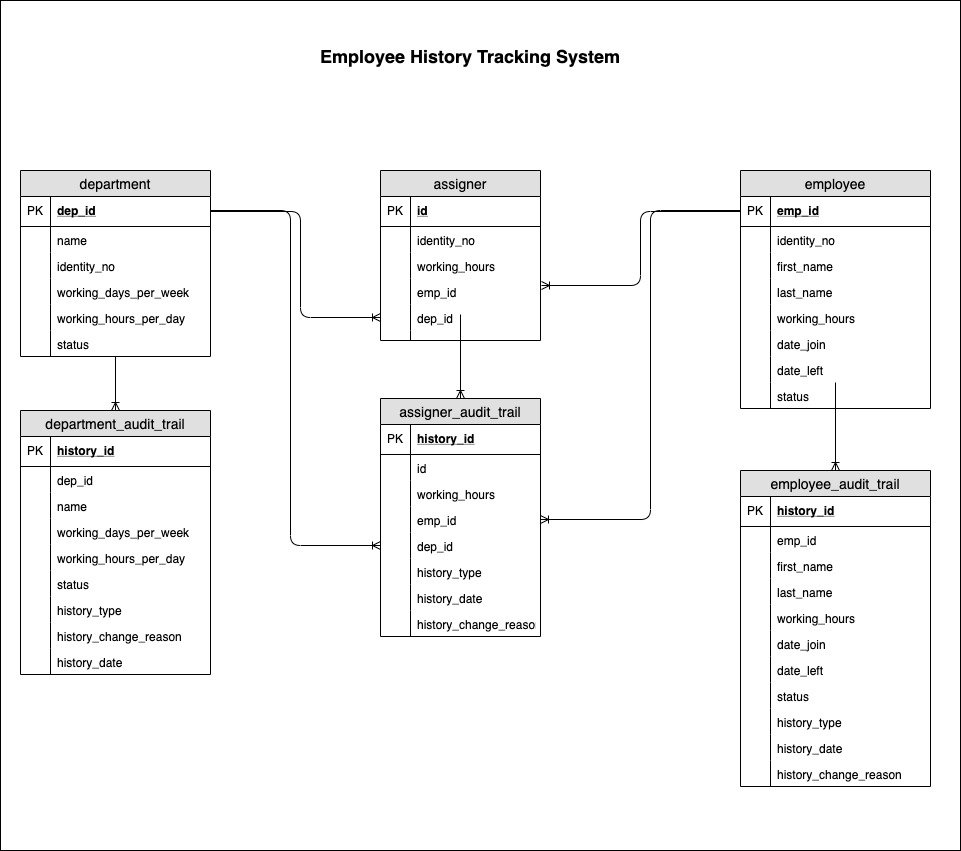 Employee History Tracking System
department
PK dep_id
name
identity_no
working_days_per_week
working_hours_per_day
status
assigner
PK id
identity_no
working_hours
emp_id
dep_id
employee
PK emp_id
identity_no
first_name
last_name
working_hours
date_join
date_left
status
department_audit_trail
PK history_id
dep_id
name
working_days_per_week
working_hours_per_day
status
history_type
history_change_reason
history_date
assigner_audit_trail
PK history_id
id
working_hours
emp_id
dep_id
history_type
history_date
history_change_reaso
employee_audit_trail
PK history_id
emp_id
first_name
last_name
working_hours
date_join
date_left
status
history_type
history_date
history_change_reason